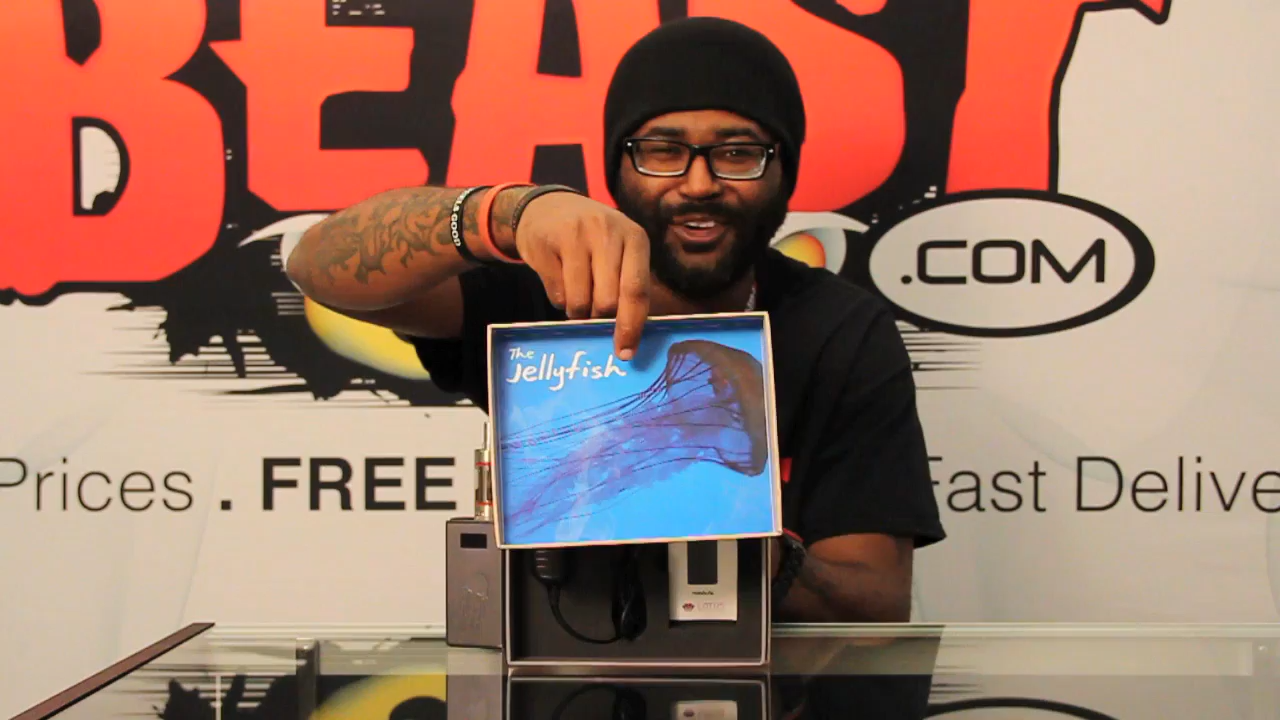 BEAST
.COM
The
Jellyfish
Prices . FREE
Fast Delive